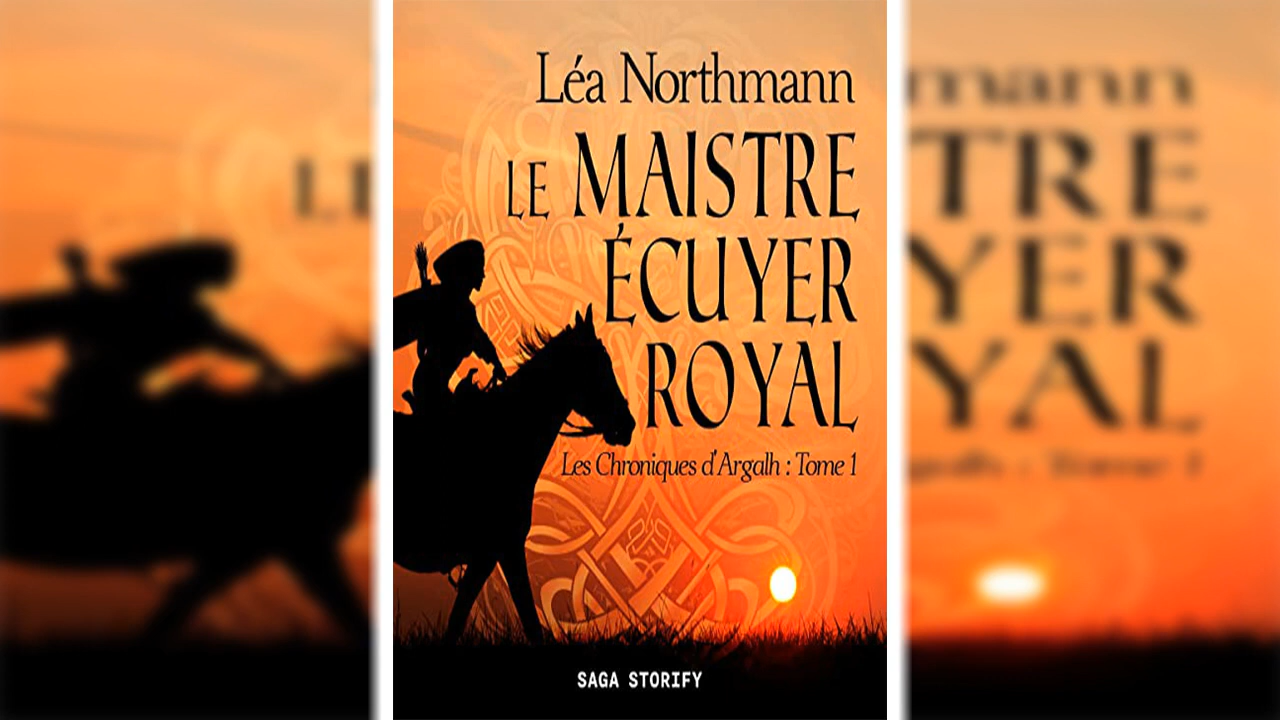 Léa Northmann
LE MAISTRE
ÉCUYER
ROYAL
Les Chroniques d'Argalh : Tome 1
SAGA STORIFY